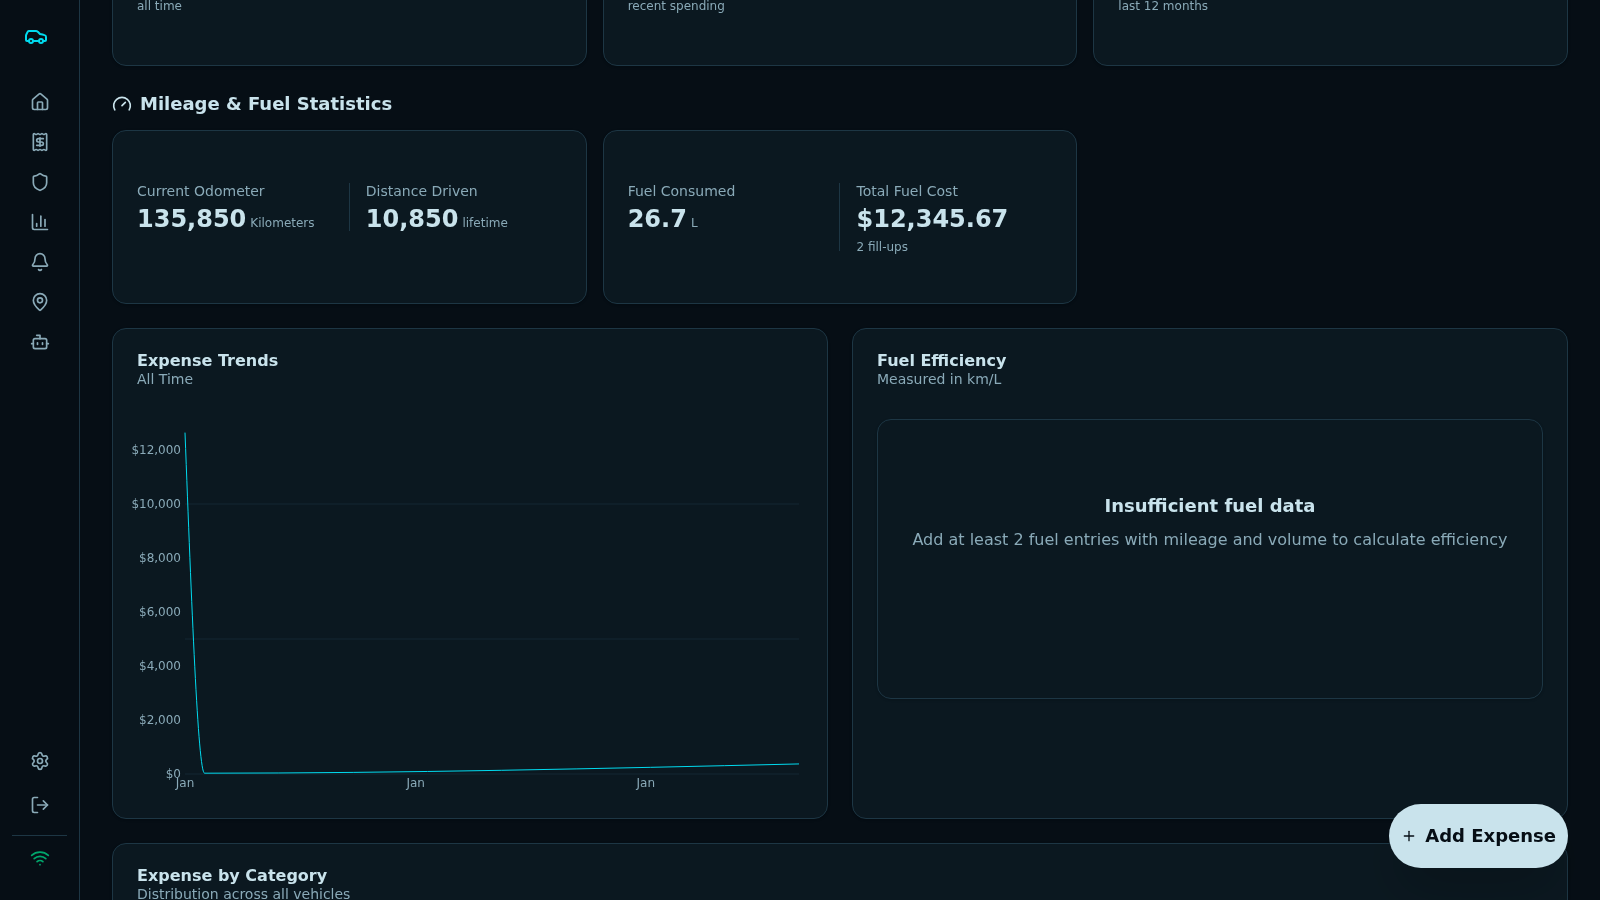 all time
recent spending
last 12 months
Mileage & Fuel Statistics
Current Odometer
135,850 Kilometers
Distance Driven
10,850 lifetime
Fuel Consumed
26.7 L
Total Fuel Cost
$12,345.67
2 fill-ups
Expense Trends
All Time
$12,000
$10,000
$8,000
$6,000
$4,000
$2,000
$0
Jan
Jan
Jan
Fuel Efficiency
Measured in km/L
Insufficient fuel data
Add at least 2 fuel entries with mileage and volume to calculate efficiency
Add Expense
Expense by Category
Distribution across all vehicles